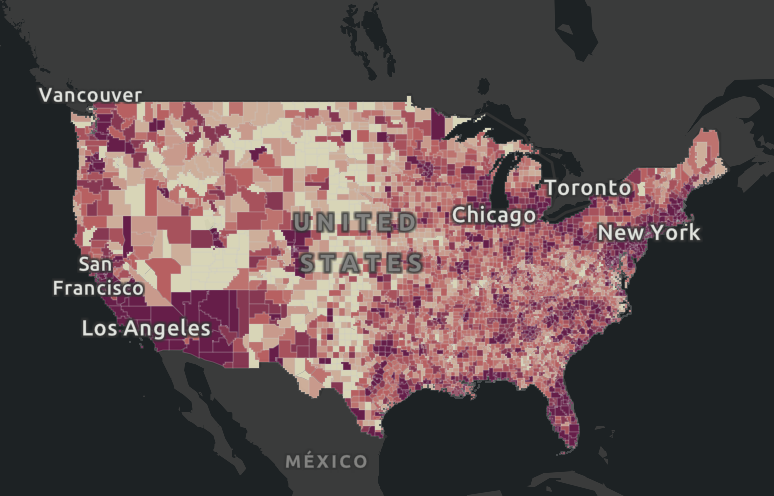 Vancouver
Toronto
UNITED
Chicago
New York
STATES
San
Francisco
Los Angeles
MÉXICO